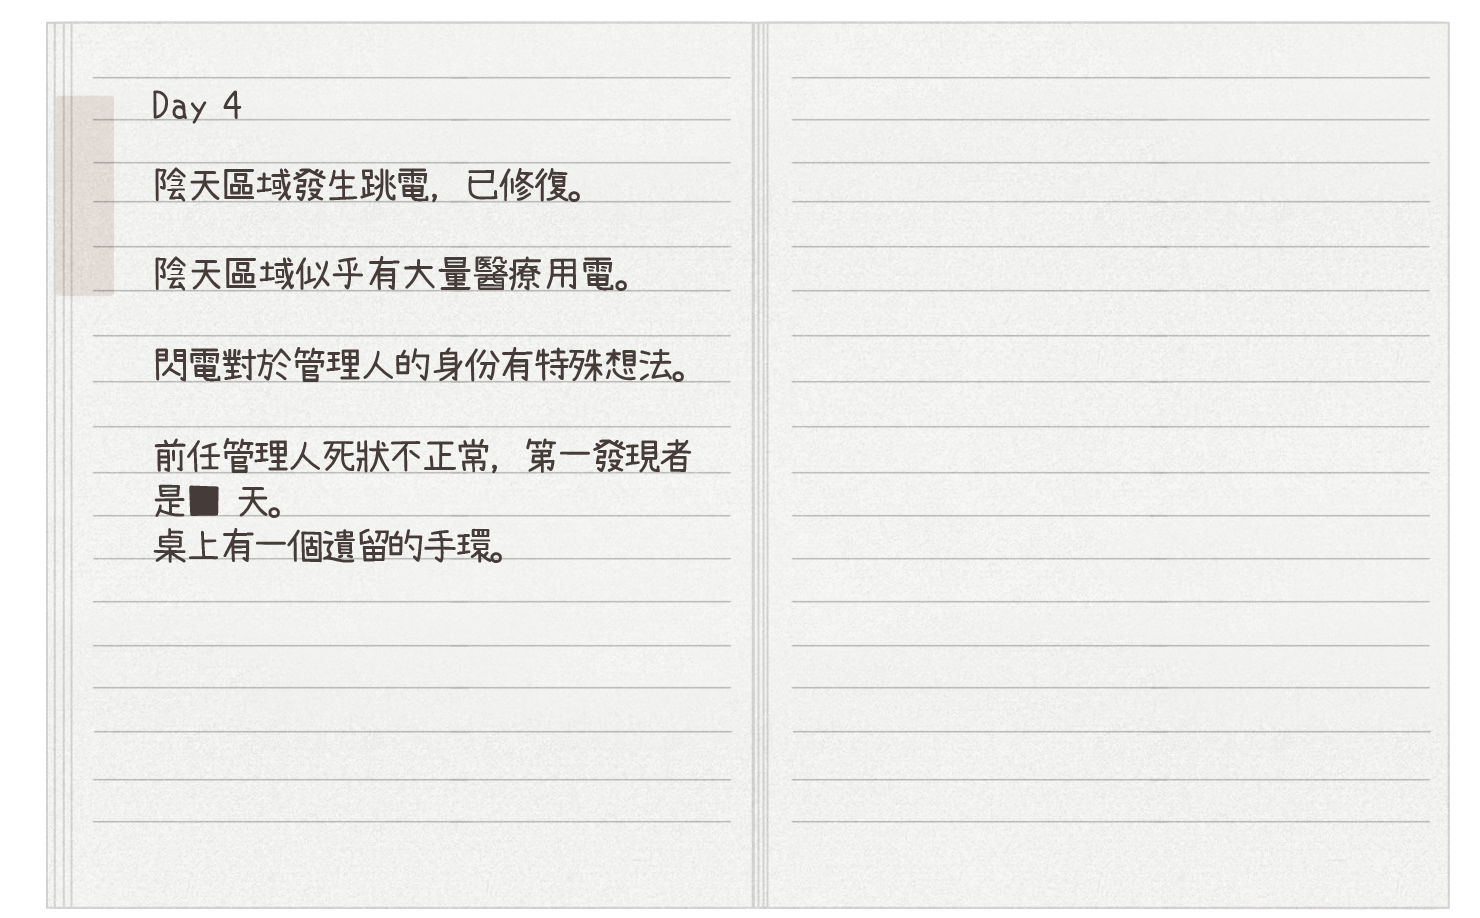 Day 4
陰天區域發生跳電，已修復。
陰天區域似乎有大量醫療用電。
閃電對於管理人的身份有特殊想法。
前任管理人死狀不正常，第一發現者
是■ 天。
桌上有一個遺留的手環。